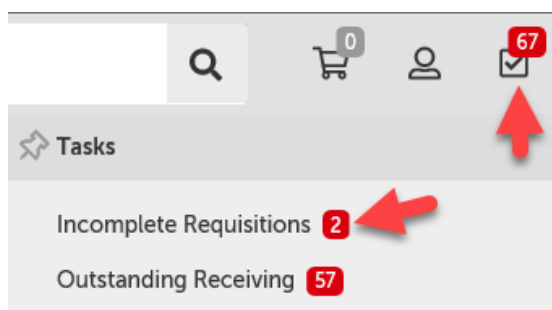 0
67
Tasks
Incomplete Requisitions 2
Outstanding Receiving 57